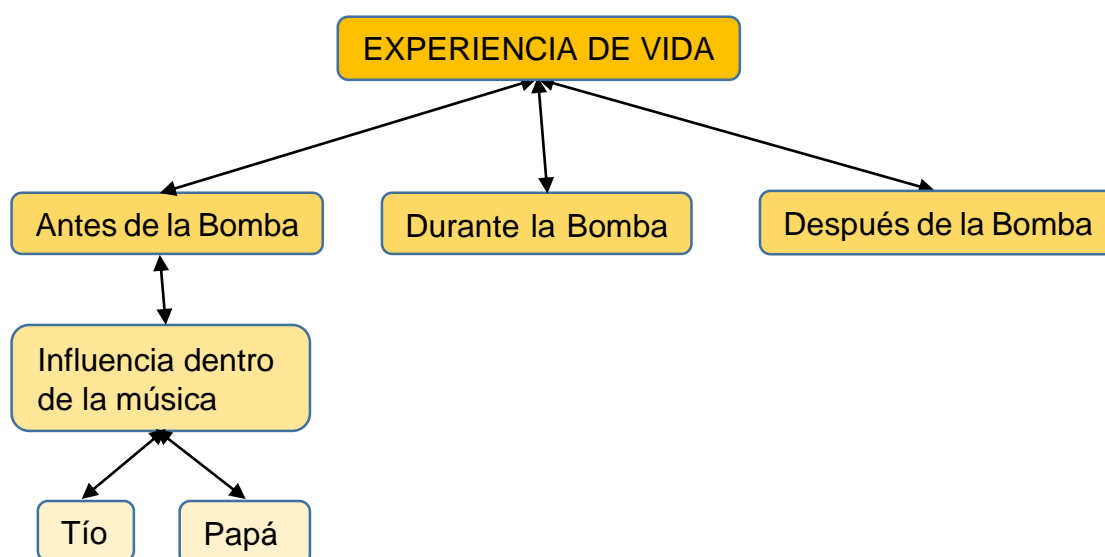 EXPERIENCIA DE VIDA
Antes de la Bomba
Durante la Bomba
Después de la Bomba
Influencia dentro
de la música
Tío
Papá